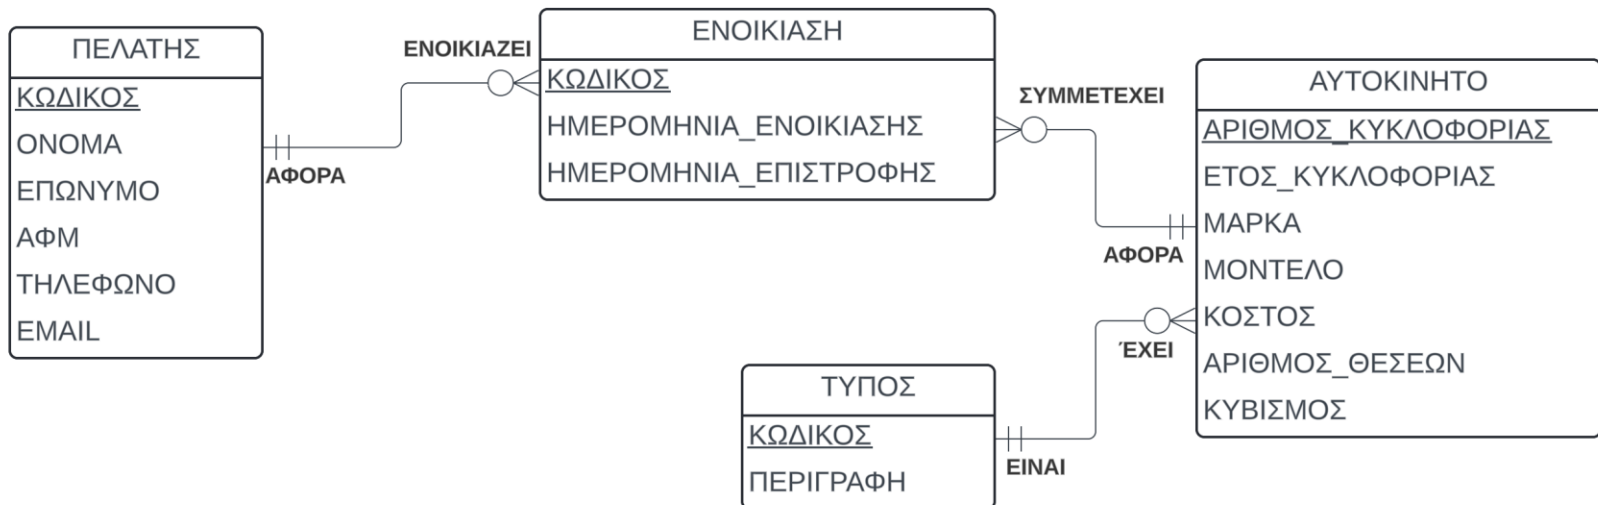 ΠΕΛΑΤΗΣ
ΚΩΔΙΚΟΣ
ΟΝΟΜΑ
ΕΠΩΝΥΜΟ
ΑΦΜ
ΤΗΛΕΦΩΝΟ
EMAIL
ΕΝΟΙΚΙΑΖΕΙ
ΑΦΟΡΑ
ΕΝΟΙΚΙΑΣΗ
ΚΩΔΙΚΟΣ
ΗΜΕΡΟΜΗΝΙΑ_ΕΝΟΙΚΙΑΣΗΣ
ΗΜΕΡΟΜΗΝΙΑ_ΕΠΙΣΤΡΟΦΗΣ
ΣΥΜΜΕΤΕΧΕΙ
ΑΦΟΡΑ
ΑΥΤΟΚΙΝΗΤΟ
ΑΡΙΘΜΟΣ_ΚΥΚΛΟΦΟΡΙΑΣ
ΕΤΟΣ_ΚΥΚΛΟΦΟΡΙΑΣ
ΜΑΡΚΑ
ΜΟΝΤΕΛΟ
ΚΟΣΤΟΣ
ΑΡΙΘΜΟΣ_ΘΕΣΕΩΝ
ΚΥΒΙΣΜΟΣ
ΈΧΕΙ
ΕΙΝΑΙ
ΤΥΠΟΣ
ΚΩΔΙΚΟΣ
ΠΕΡΙΓΡΑΦΗ